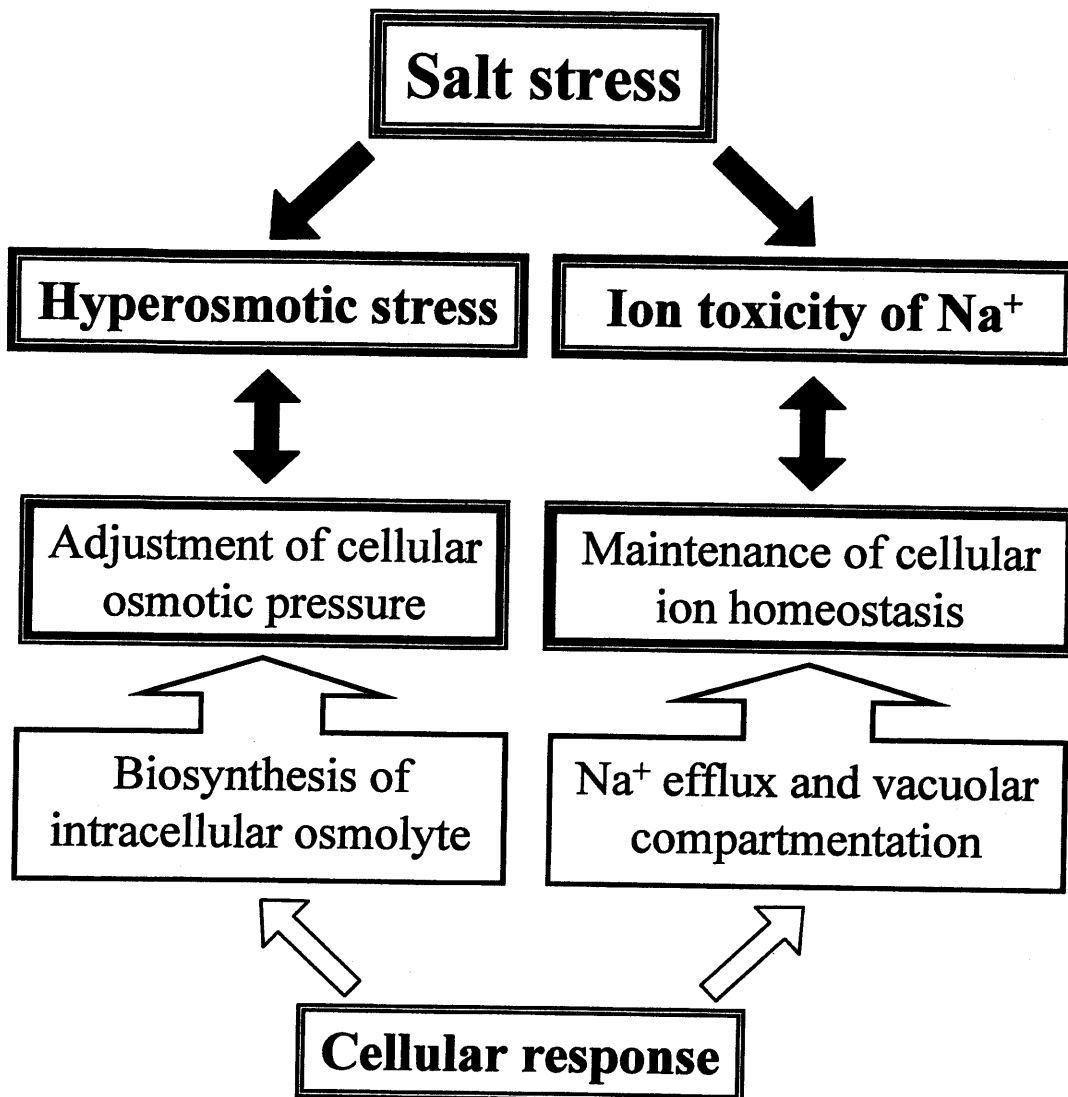 Salt stress
Hyperosmotic stress
Ion toxicity of Na⁺
Adjustment of cellular
osmotic pressure
Maintenance of cellular
ion homeostasis
Biosynthesis of
intracellular osmolyte
Na⁺ efflux and vacuolar
compartmentation
Cellular response